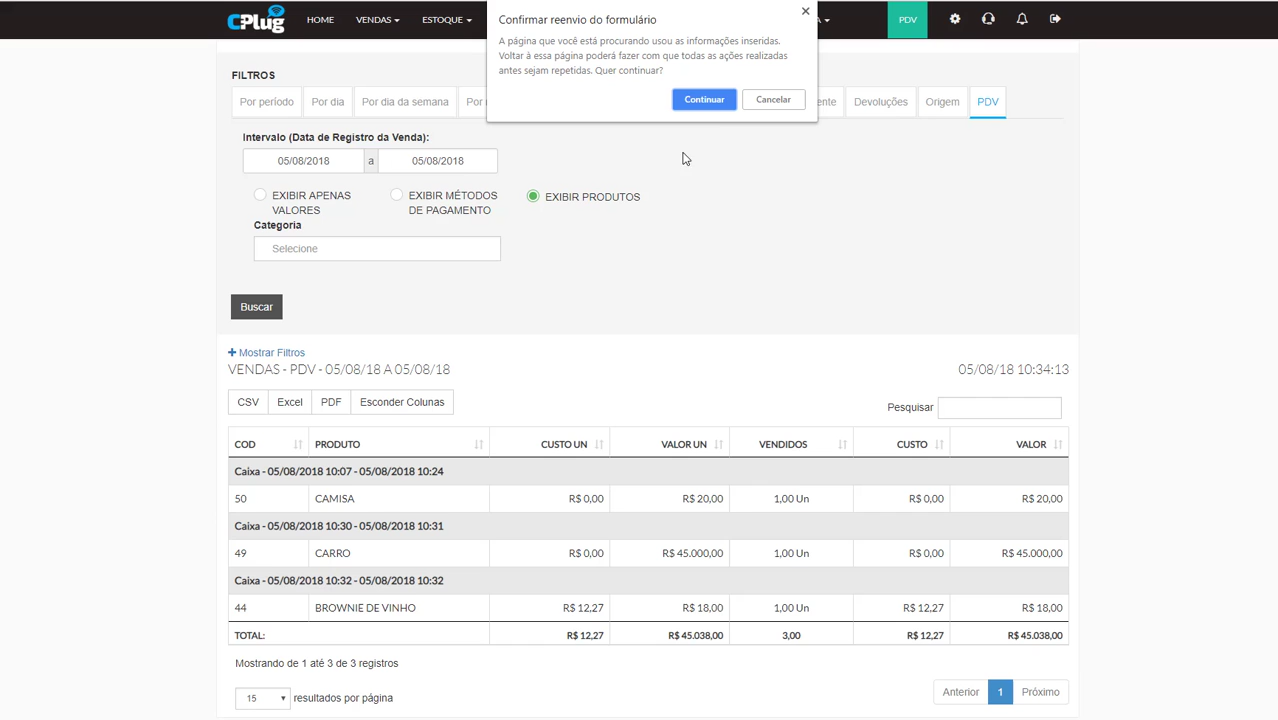 CPlug
HOME
VENDAS
ESTOQUE
PDV
Confirmar reenvio do formulário
A página que você está procurando usou as informações inseridas.
Voltar à essa página poderá fazer com que todas as ações realizadas
antes sejam repetidas. Quer continuar?
Continuar
Cancelar
FILTROS
Por período
Por dia
Por dia da semana
Devoluções
Origem
PDV
Intervalo (Data de Registro da Venda):
05/08/2018 a 05/08/2018
EXIBIR APENAS
VALORES
EXIBIR MÉTODOS
DE PAGAMENTO
EXIBIR PRODUTOS
Categoria
Selecione
Buscar
Mostrar Filtros
VENDAS - PDV - 05/08/18 A 05/08/18
05/08/18 10:34:13
CSV Excel PDF Esconder Colunas
Pesquisar
COD PRODUTO CUSTO UN VALOR UN VENDIDOS CUSTO VALOR
Caixa - 05/08/2018 10:07 - 05/08/2018 10:24
50 CAMISA R$ 0,00 R$ 20,00 1,00 Un R$ 0,00 R$ 20,00
Caixa - 05/08/2018 10:30 - 05/08/2018 10:31
49 CARRO R$ 0,00 R$ 45.000,00 1,00 Un R$ 0,00 R$ 45.000,00
Caixa - 05/08/2018 10:32 - 05/08/2018 10:32
44 BROWNIE DE VINHO R$ 12,27 R$ 18,00 1,00 Un R$ 12,27 R$ 18,00
TOTAL: R$ 12,27 R$ 45.038,00 3,00 R$ 12,27 R$ 45.038,00
Mostrando de 1 até 3 de 3 registros
15 resultados por página
Anterior 1 Próximo